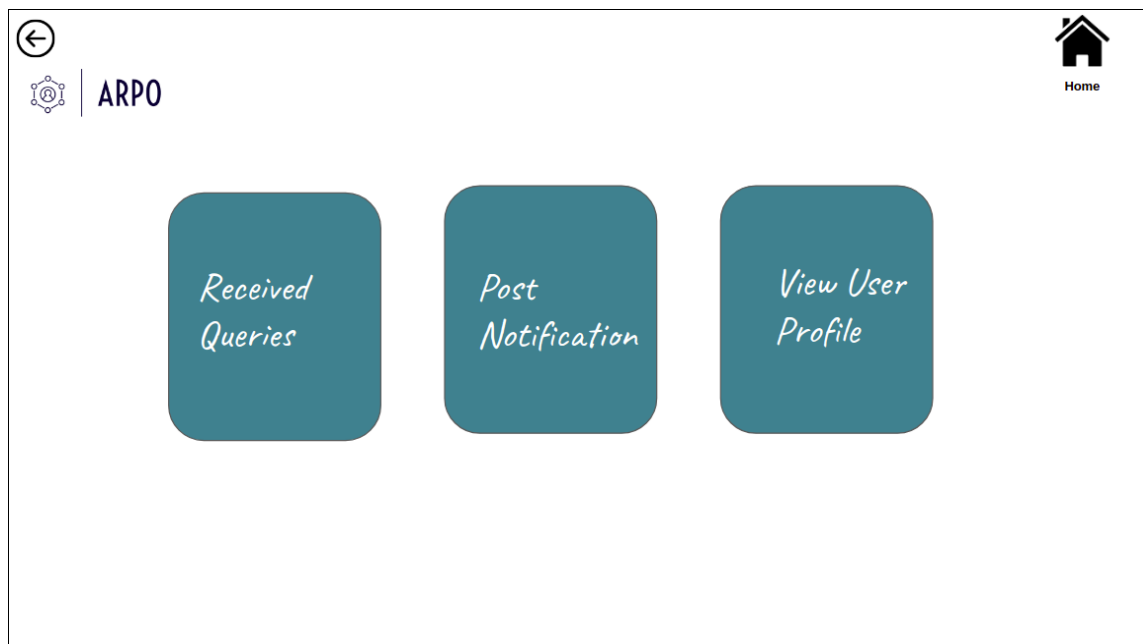 Home
ARPO
Received
Queries
Post
Notification
View User
Profile